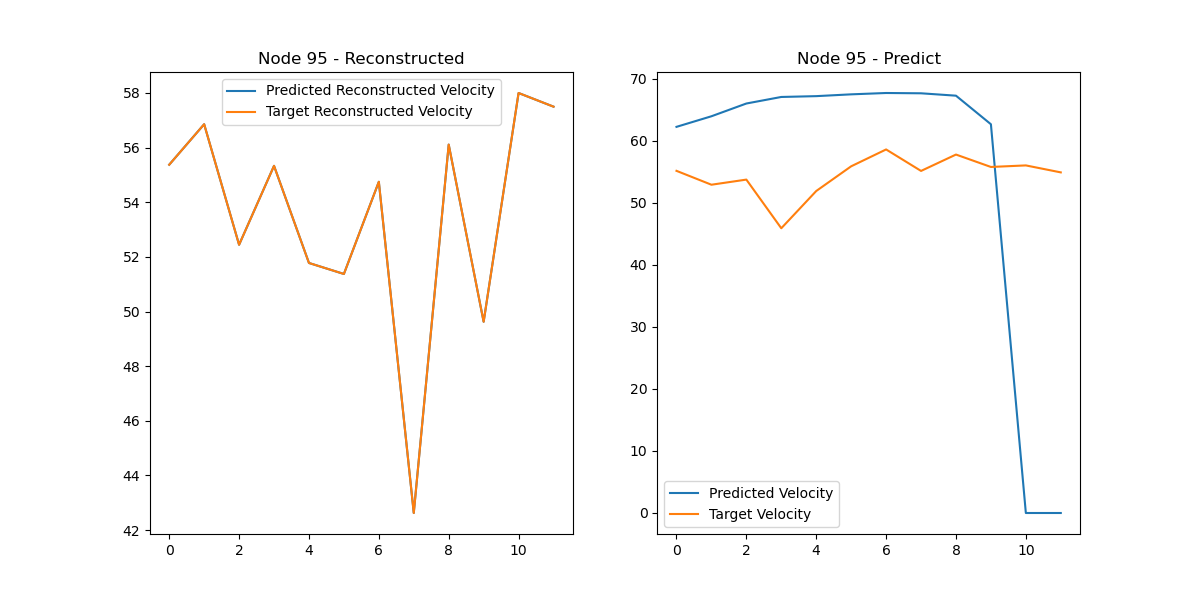 Node 95 - Reconstructed
Predicted Reconstructed Velocity
Target Reconstructed Velocity
58
56
54
52
50
48
46
44
42
0 2 4 6 8 10
Node 95 - Predict
70
60
50
40
30
20
10
0
Predicted Velocity
Target Velocity
0 2 4 6 8 10